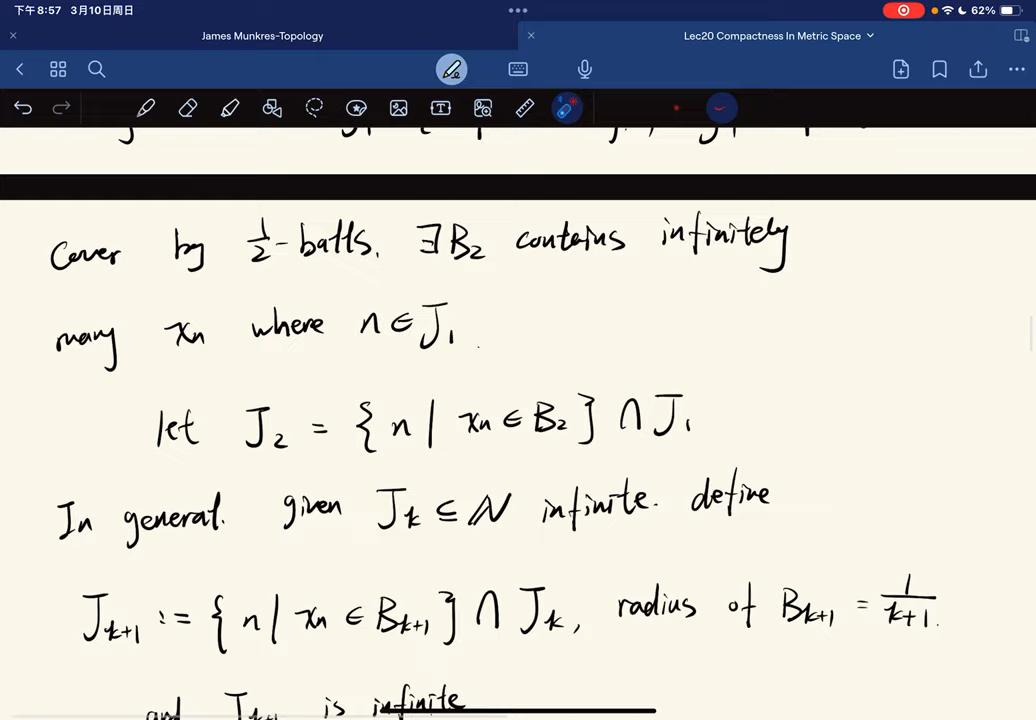 下午8:57 3月10日周日
62%
James Munkres-Topology
Lec20 Compactness In Metric Space
Cover by 1/2-balls. ∃B₂ contains infinitely
many xₙ where n ∈ J₁.
let J₂ = { n | xₙ ∈ B₂ } ∩ J₁
In general. given Jₖ ⊆ ℕ infinite. define
Jₖ₊₁ := { n | xₙ ∈ Bₖ₊₁ } ∩ Jₖ, radius of Bₖ₊₁ = 1/k+1.
and Jₖ₊₁ is infinite